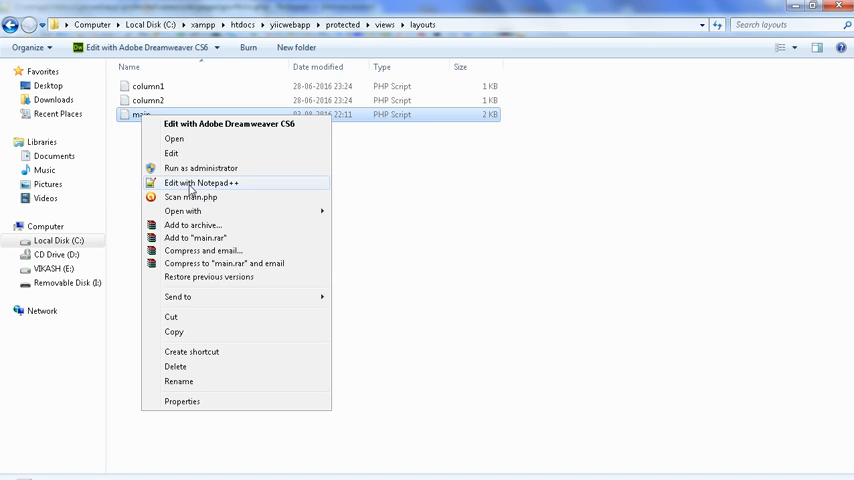 Computer ▸ Local Disk (C:) ▸ xampp ▸ htdocs ▸ yiicwebapp ▸ protected ▸ views ▸ layouts
Search layouts
Organize
Edit with Adobe Dreamweaver CS6
Burn
New folder
Name
Date modified
Type
Size
Favorites
Desktop
Downloads
Recent Places
Libraries
Documents
Music
Pictures
Videos
Computer
Local Disk (C:)
CD Drive (D:)
VIKASH (E:)
Removable Disk (I:)
Network
column1 28-06-2016 23:24 PHP Script 1 KB
column2 28-06-2016 23:24 PHP Script 1 KB
main 22:11 PHP Script 2 KB
Edit with Adobe Dreamweaver CS6
Open
Edit
Run as administrator
Edit with Notepad++
Scan main.php
Open with
Add to archive...
Add to "main.rar"
Compress and email...
Compress to "main.rar" and email
Restore previous versions
Send to
Cut
Copy
Create shortcut
Delete
Rename
Properties